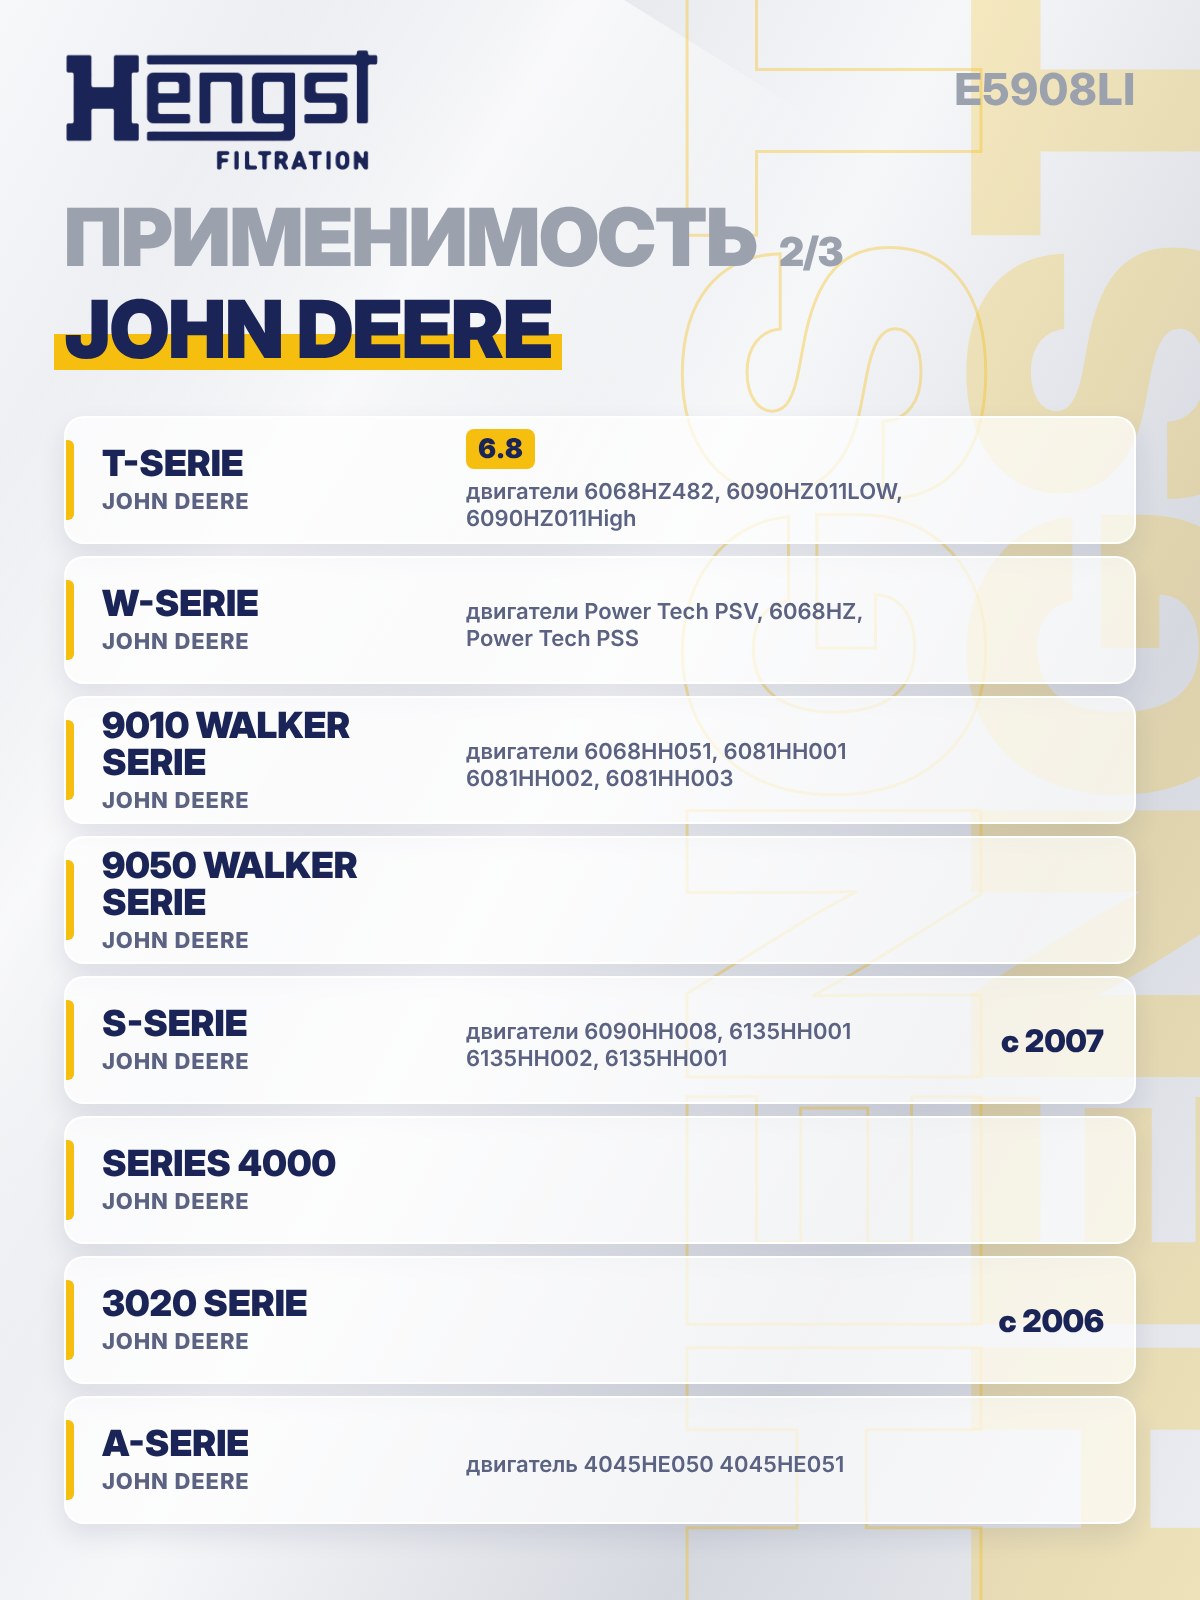 Hengst
FILTRATION
E5908LI
ПРИМЕНИМОСТЬ 2/3
JOHN DEERE
T-SERIE
JOHN DEERE
6.8
двигатели 6068HZ482, 6090HZ011LOW,
6090HZ011High
W-SERIE
JOHN DEERE
двигатели Power Tech PSV, 6068HZ,
Power Tech PSS
9010 WALKER
SERIE
JOHN DEERE
двигатели 6068HH051, 6081HH001
6081HH002, 6081HH003
9050 WALKER
SERIE
JOHN DEERE
S-SERIE
JOHN DEERE
двигатели 6090HH008, 6135HH001
6135HH002, 6135HH001
с 2007
SERIES 4000
JOHN DEERE
3020 SERIE
JOHN DEERE
с 2006
A-SERIE
JOHN DEERE
двигатель 4045HE050 4045HE051
HENGST
HENGST